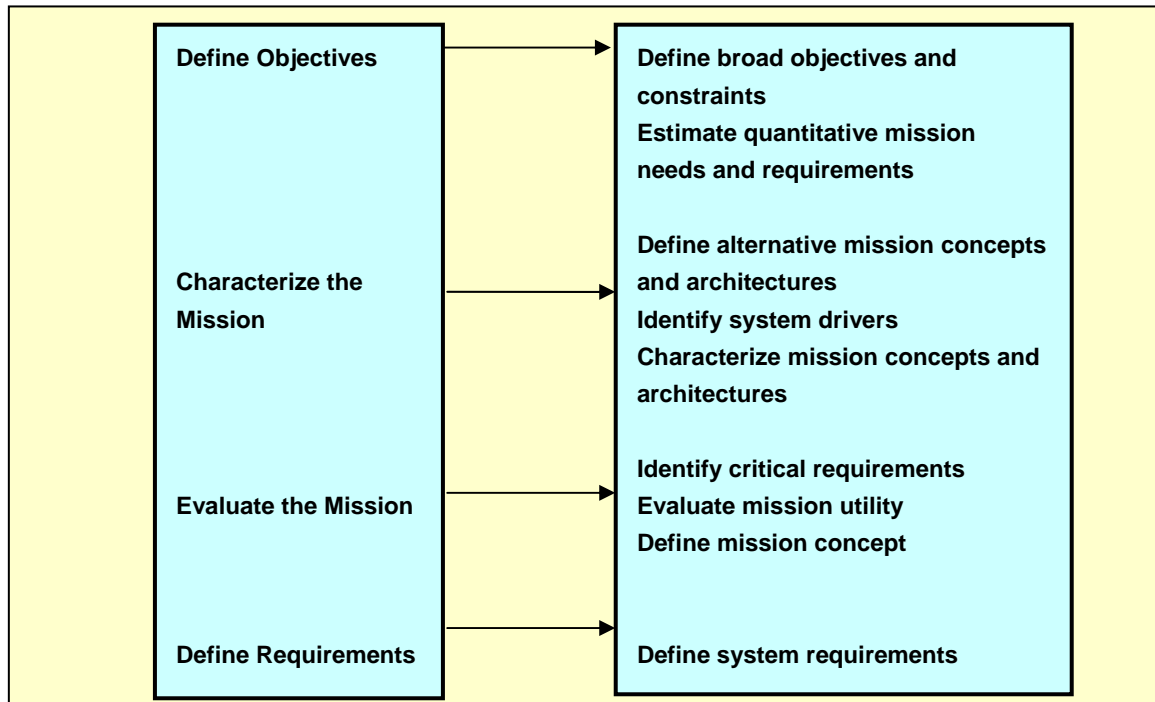 Define Objectives
Characterize the
Mission
Evaluate the Mission
Define Requirements
Define broad objectives and
constraints
Estimate quantitative mission
needs and requirements
Define alternative mission concepts
and architectures
Identify system drivers
Characterize mission concepts and
architectures
Identify critical requirements
Evaluate mission utility
Define mission concept
Define system requirements